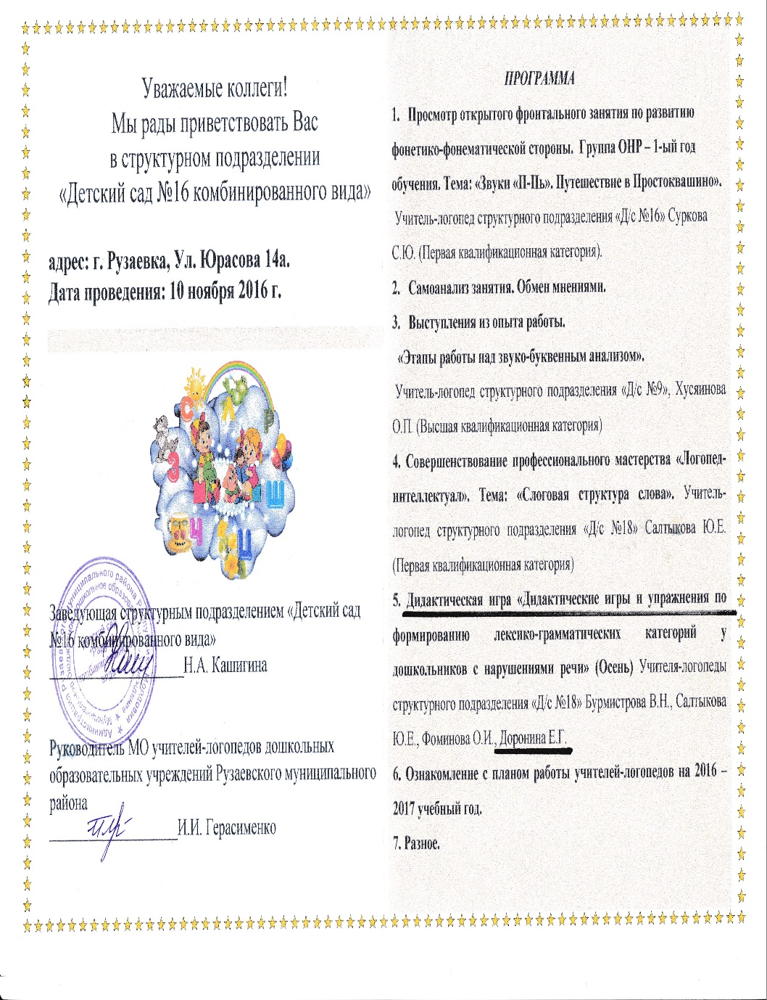 Уважаемые коллеги!
Мы рады приветствовать Вас
в структурном подразделении
«Детский сад №16 комбинированного вида»
адрес: г. Рузаевка, Ул. Юрасова 14а.
Дата проведения: 10 ноября 2016 г.
С Л Р
З
Ш
Ч
Ц
Заведующая структурным подразделением «Детский сад
№16 комбинированного вида»
Н.А. Кашигина
Руководитель МО учителей-логопедов дошкольных
образовательных учреждений Рузаевского муниципального
района
И.И. Герасименко
ПРОГРАММА
1. Просмотр открытого фронтального занятия по развитию
фонетико-фонематической стороны. Группа ОНР – 1-ый год
обучения. Тема: «Звуки «П-Пь». Путешествие в Простоквашино».
Учитель-логопед структурного подразделения «Д/с №16» Суркова
С.Ю. (Первая квалификационная категория).
2. Самоанализ занятия. Обмен мнениями.
3. Выступления из опыта работы.
«Этапы работы над звуко-буквенным анализом».
Учитель-логопед структурного подразделения «Д/с №9», Хусяинова
О.П. (Высшая квалификационная категория)
4. Совершенствование профессионального мастерства «Логопед-
интеллектуал». Тема: «Слоговая структура слова». Учитель-
логопед структурного подразделения «Д/с №18» Салтыкова Ю.Е.
(Первая квалификационная категория)
5. Дидактическая игра «Дидактические игры и упражнения по
формированию лексико-грамматических категорий у
дошкольников с нарушениями речи» (Осень) Учителя-логопеды
структурного подразделения «Д/с №18» Бурмистрова В.Н., Салтыкова
Ю.Е., Фоминова О.И., Доронина Е.Г.
6. Ознакомление с планом работы учителей-логопедов на 2016 –
2017 учебный год.
7. Разное.